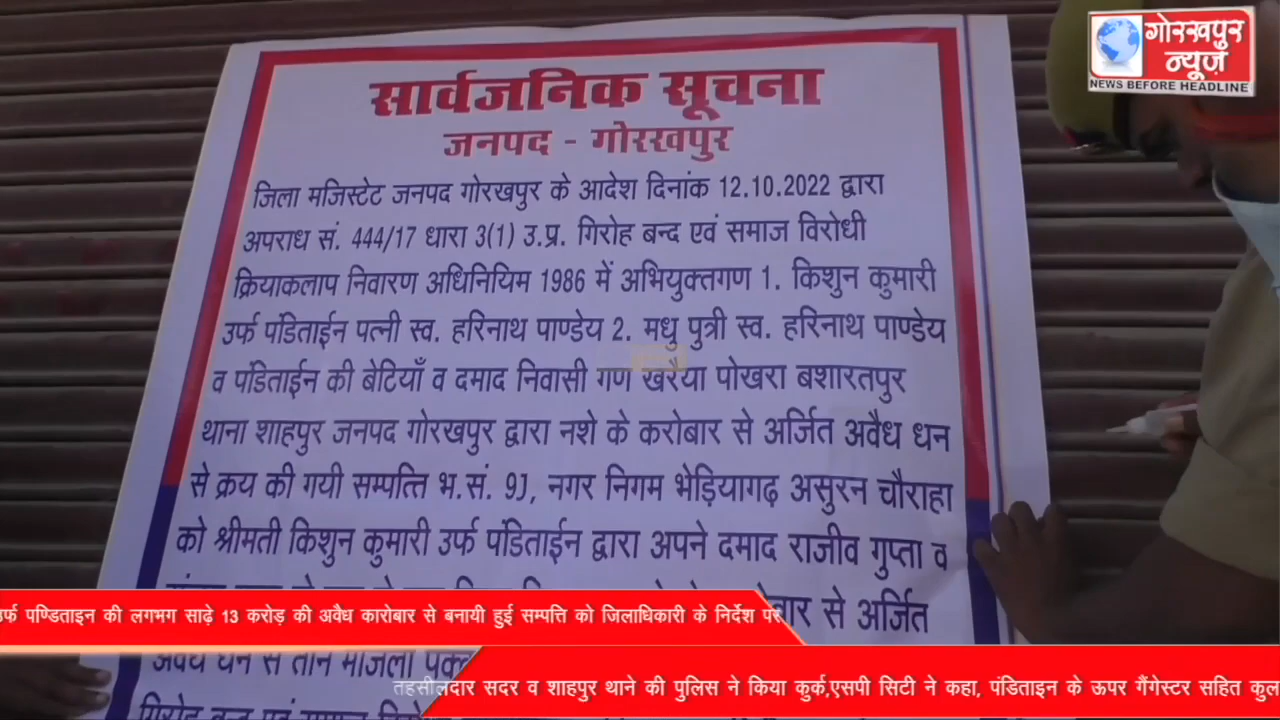 गोरखपुर
न्यूज़
NEWS BEFORE HEADLINE
सार्वजनिक सूचना
जनपद - गोरखपुर
जिला मजिस्टेट जनपद गोरखपुर के आदेश दिनांक 12.10.2022 द्वारा
अपराध सं. 444/17 धारा 3(1) उ.प्र. गिरोह बन्द एवं समाज विरोधी
क्रियाकलाप निवारण अधिनियिम 1986 में अभियुक्तगण 1. किशुन कुमारी
उर्फ पंडिताईन पत्नी स्व. हरिनाथ पाण्डेय 2. मधु पुत्री स्व. हरिनाथ पाण्डेय
व पंडिताईन की बेटियाँ व दमाद निवासी गण खरैया पोखरा बशारतपुर
थाना शाहपुर जनपद गोरखपुर द्वारा नशे के करोबार से अर्जित अवैध धन
से क्रय की गयी सम्पत्ति भ.सं. 9J, नगर निगम भेड़ियागढ़ असुरन चौराहा
को श्रीमती किशुन कुमारी उर्फ पंडिताईन द्वारा अपने दमाद राजीव गुप्ता व
से अर्जित
उर्फ पण्डिताइन की लगभग साढ़े 13 करोड़ की अवैध कारोबार से बनायी हुई सम्पत्ति को जिलाधिकारी के निर्देश पर
अवैध धन से तीन मंजिला
तहसीलदार सदर व शाहपुर थाने की पुलिस ने किया कुर्क,एसपी सिटी ने कहा, पंडिताइन के ऊपर गैंगेस्टर सहित कुल